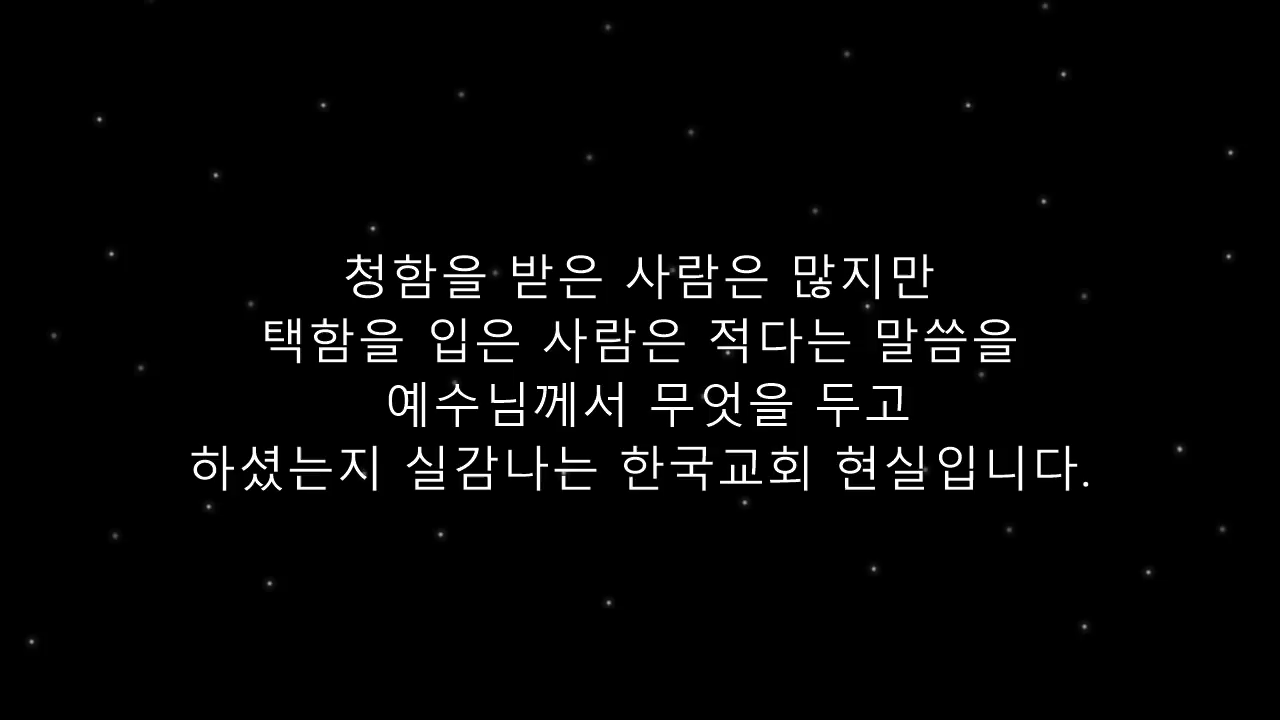 청함을 받은 사람은 많지만
택함을 입은 사람은 적다는 말씀을
예수님께서 무엇을 두고
하셨는지 실감나는 한국교회 현실입니다.